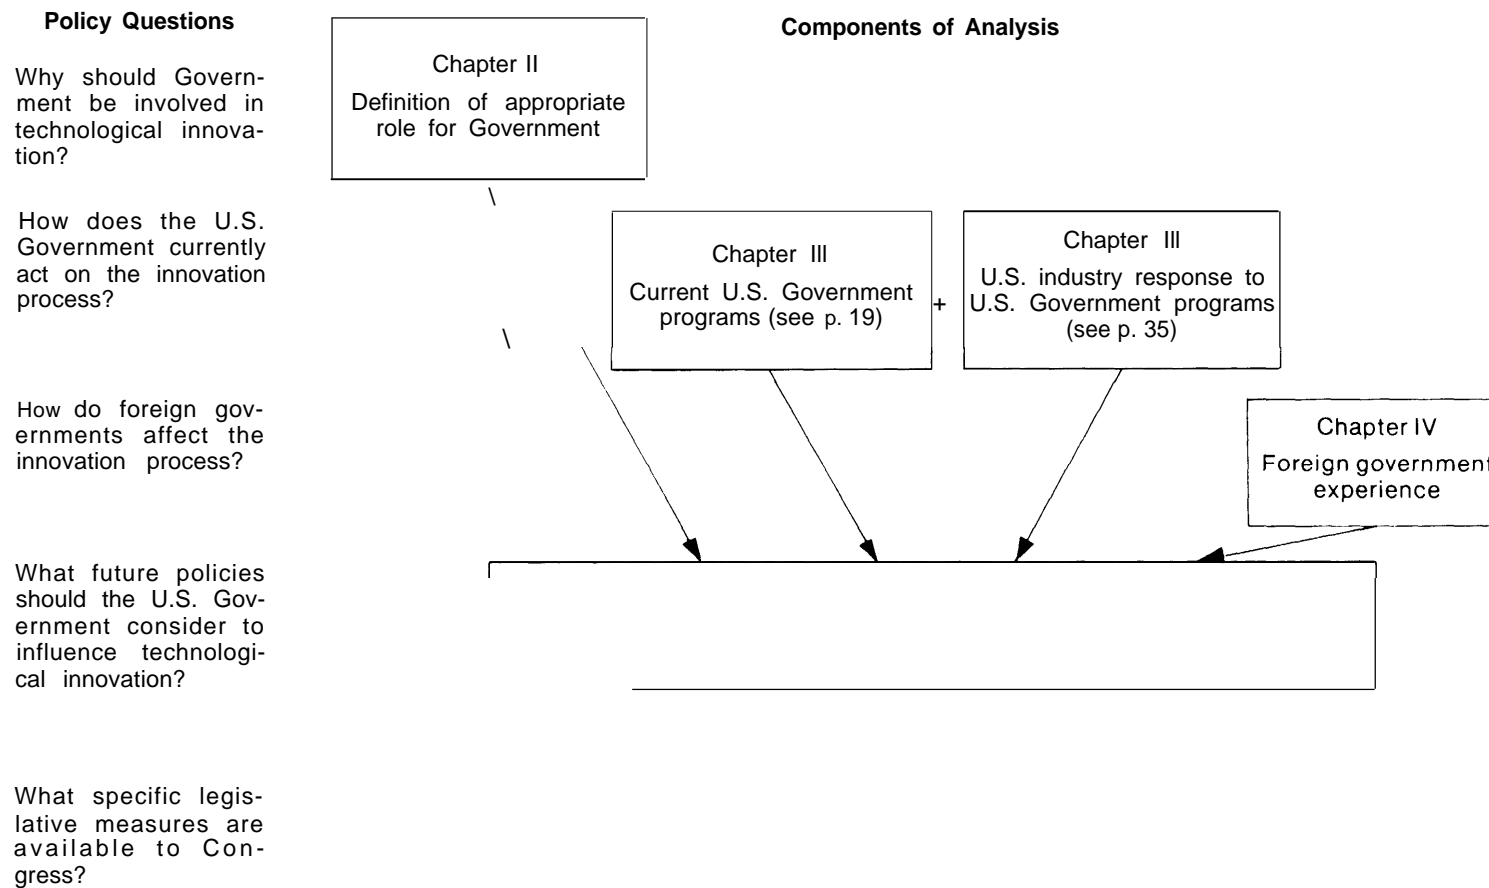 Policy Questions
Components of Analysis
Why should Govern-
ment be involved in
technological innova-
tion?
Chapter II
Definition of appropriate
role for Government
How does the U.S.
Government currently
act on the innovation
process?
Chapter III
Current U.S. Government
programs (see p. 19)
+
Chapter III
U.S. industry response to
U.S. Government programs
(see p. 35)
How do foreign gov-
ernments affect the
innovation process?
Chapter IV
Foreign government
experience
What future policies
should the U.S. Gov-
ernment consider to
influence technologi-
cal innovation?
What specific legis-
lative measures are
available to Con-
gress?